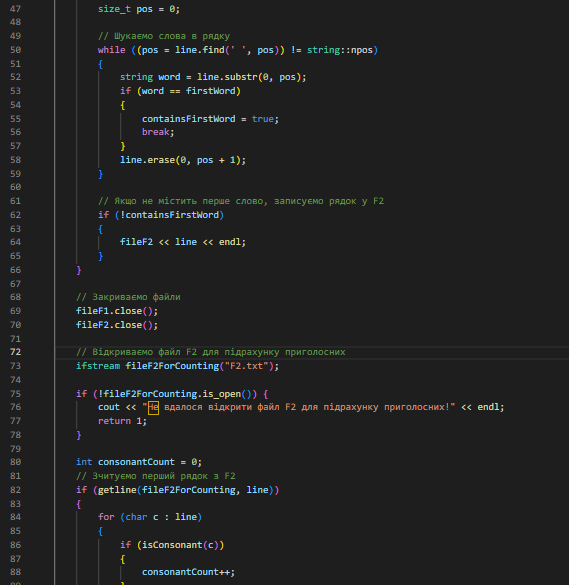 47 size_t pos = 0;
48
49 // Шукаємо слова в рядку
50 while ((pos = line.find(' ', pos)) != string::npos)
51 {
52 string word = line.substr(0, pos);
53 if (word == firstWord)
54 {
55 containsFirstWord = true;
56 break;
57 }
58 line.erase(0, pos + 1);
59 }
60
61 // Якщо не містить перше слово, записуємо рядок у F2
62 if (!containsFirstWord)
63 {
64 fileF2 << line << endl;
65 }
66 }
67
68 // Закриваємо файли
69 fileF1.close();
70 fileF2.close();
71
72 // Відкриваємо файл F2 для підрахунку приголосних
73 ifstream fileF2ForCounting("F2.txt");
74
75 if (!fileF2ForCounting.is_open()) {
76 cout << "Не вдалося відкрити файл F2 для підрахунку приголосних!" << endl;
77 return 1;
78 }
79
80 int consonantCount = 0;
81 // Зчитуємо перший рядок з F2
82 if (getline(fileF2ForCounting, line))
83 {
84 for (char c : line)
85 {
86 if (isConsonant(c))
87 {
88 consonantCount++;